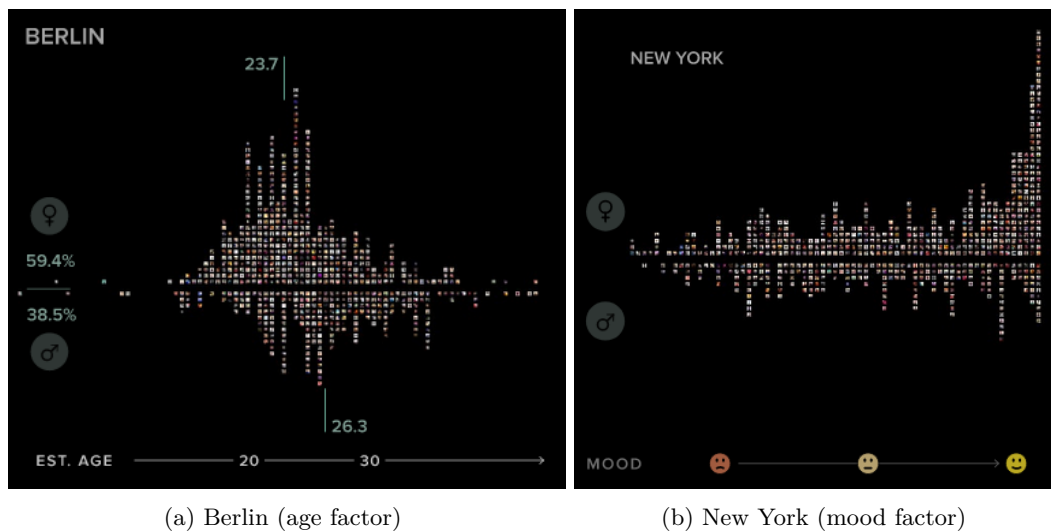 BERLIN
23.7
59.4%
38.5%
26.3
EST. AGE 20 30
NEW YORK
MOOD
(a) Berlin (age factor)
(b) New York (mood factor)